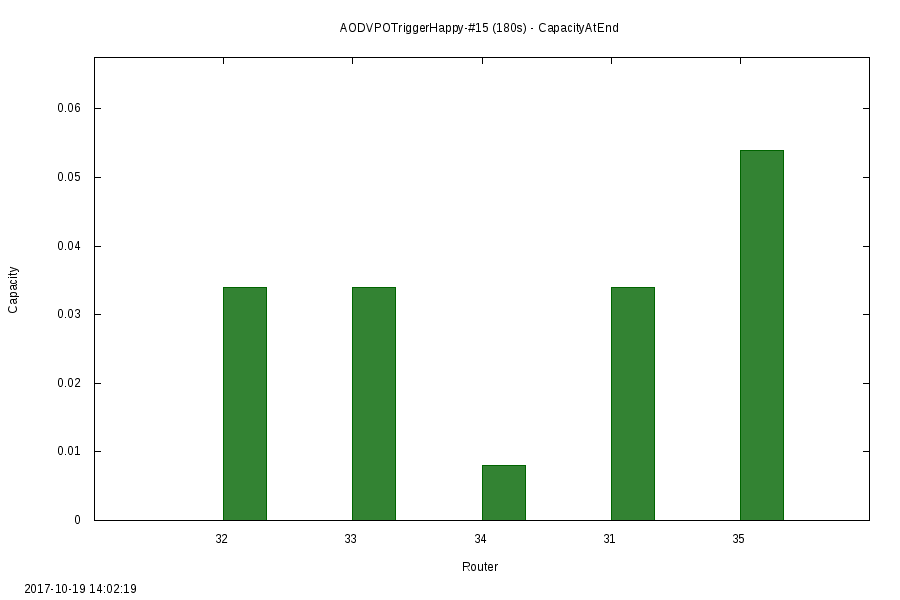 AODVPOTriggerHappy-#15 (180s) - CapacityAtEnd
0.06
0.05
0.04
0.03
0.02
0.01
0
Capacity
32 33 34 31 35
Router
2017-10-19 14:02:19